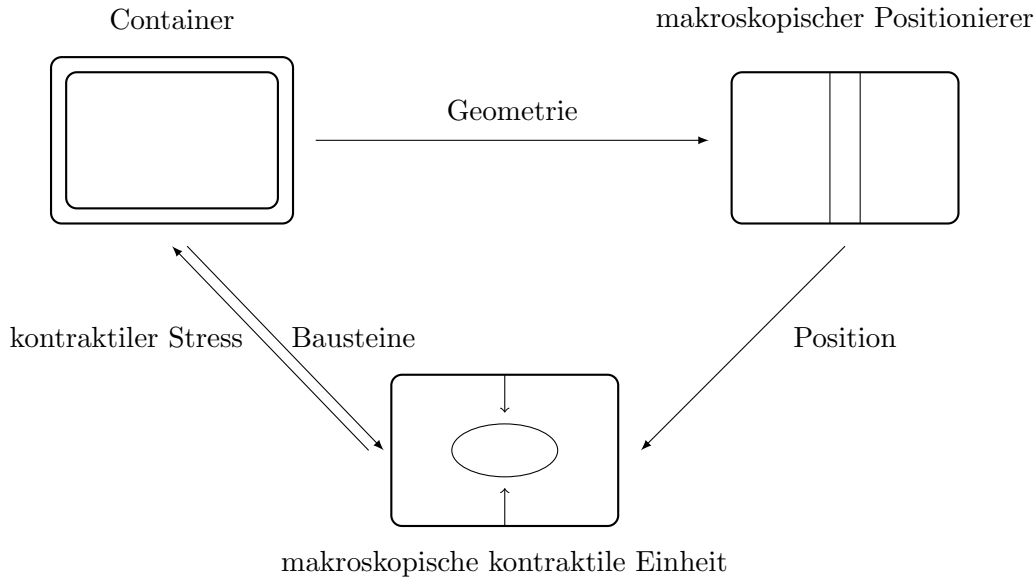 Container
makroskopischer Positionierer
Geometrie
kontraktiler Stress
Bausteine
Position
makroskopische kontraktile Einheit